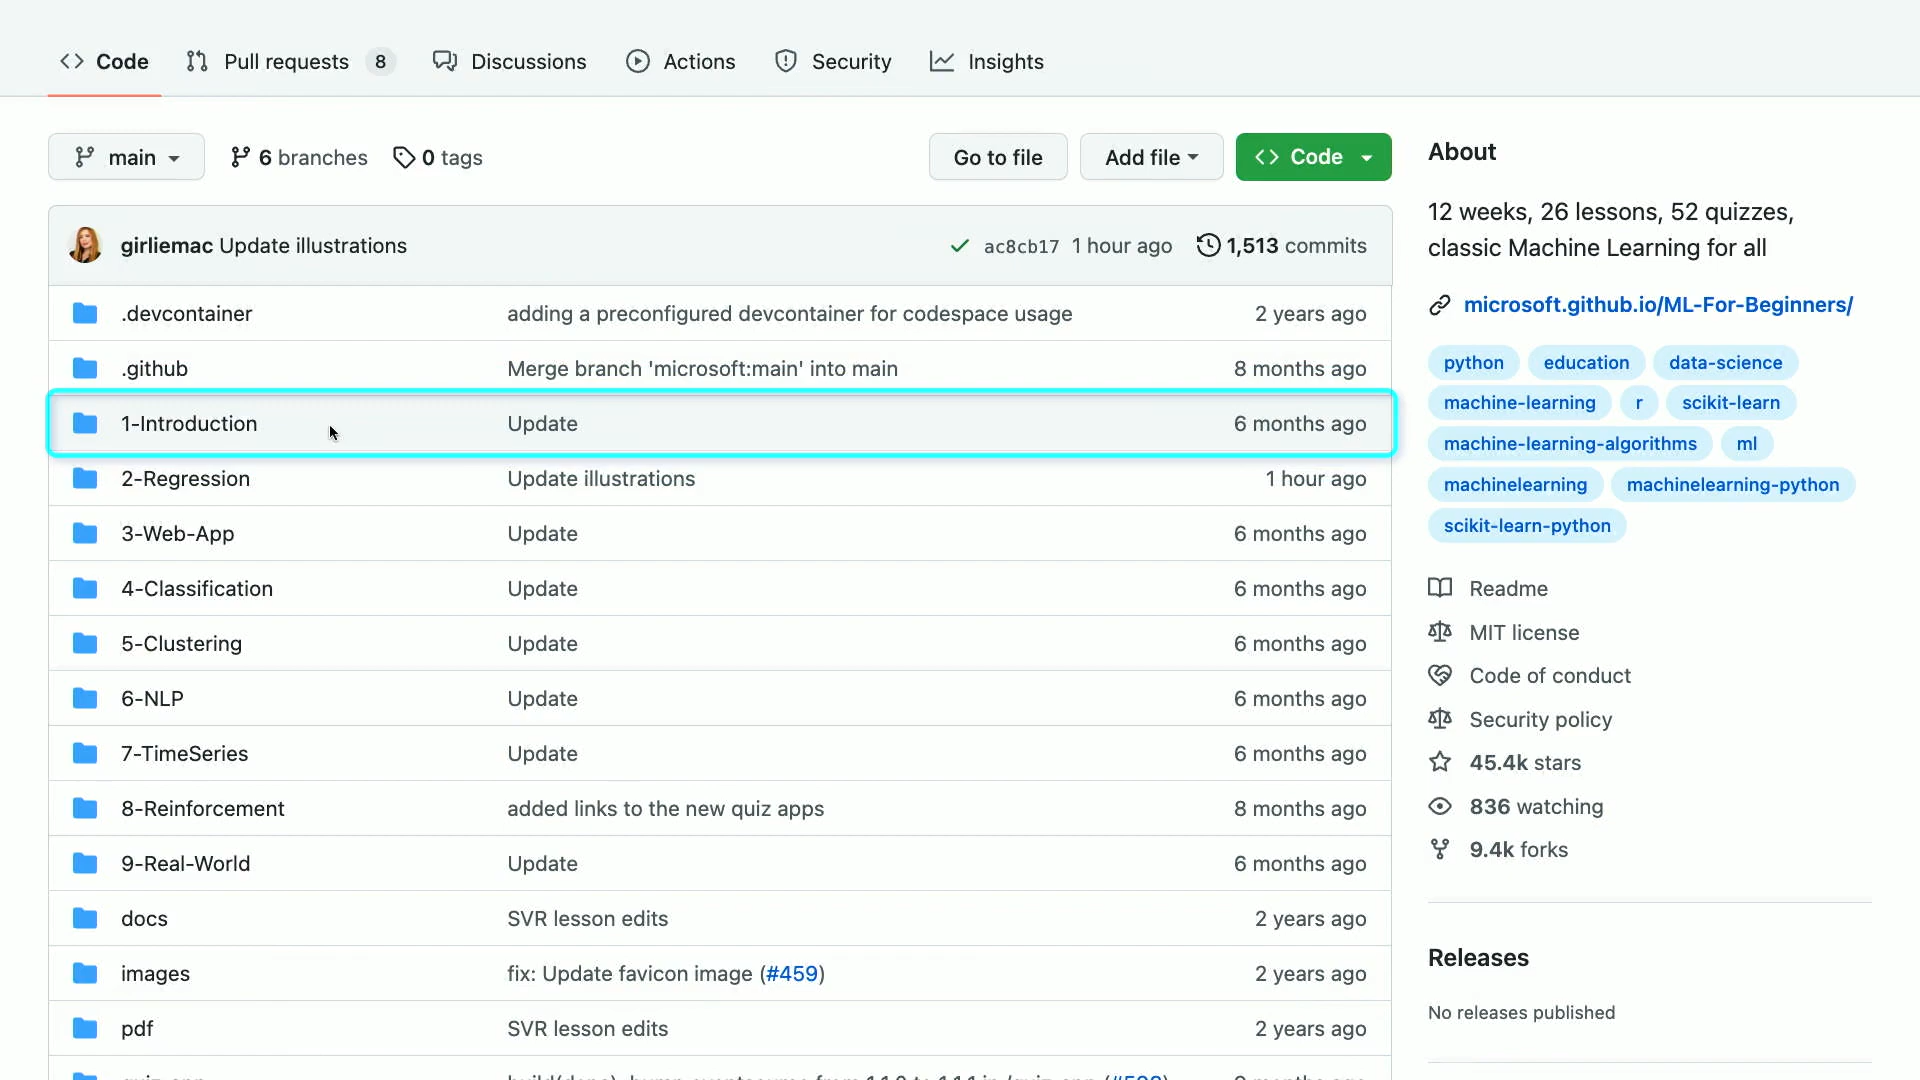 Code Pull requests 8 Discussions Actions Security Insights
main 6 branches 0 tags Go to file Add file Code
girliemac Update illustrations ac8cb17 1 hour ago 1,513 commits
.devcontainer adding a preconfigured devcontainer for codespace usage 2 years ago
.github Merge branch 'microsoft:main' into main 8 months ago
1-Introduction Update 6 months ago
2-Regression Update illustrations 1 hour ago
3-Web-App Update 6 months ago
4-Classification Update 6 months ago
5-Clustering Update 6 months ago
6-NLP Update 6 months ago
7-TimeSeries Update 6 months ago
8-Reinforcement added links to the new quiz apps 8 months ago
9-Real-World Update 6 months ago
docs SVR lesson edits 2 years ago
images fix: Update favicon image (#459) 2 years ago
pdf SVR lesson edits 2 years ago
About
12 weeks, 26 lessons, 52 quizzes,
classic Machine Learning for all
microsoft.github.io/ML-For-Beginners/
python education data-science
machine-learning r scikit-learn
machine-learning-algorithms ml
machinelearning machinelearning-python
scikit-learn-python
Readme
MIT license
Code of conduct
Security policy
45.4k stars
836 watching
9.4k forks
Releases
No releases published